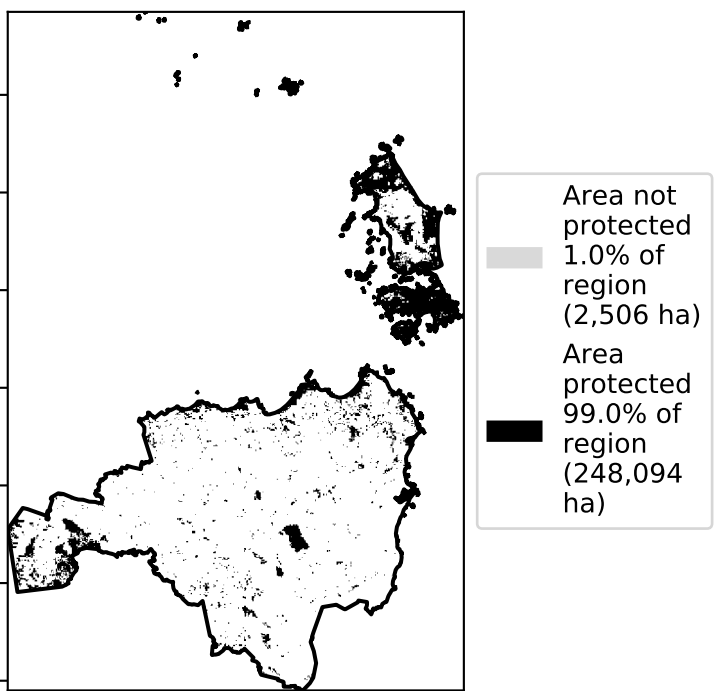 Area not
protected
1.0% of
region
(2,506 ha)
Area
protected
99.0% of
region
(248,094
ha)